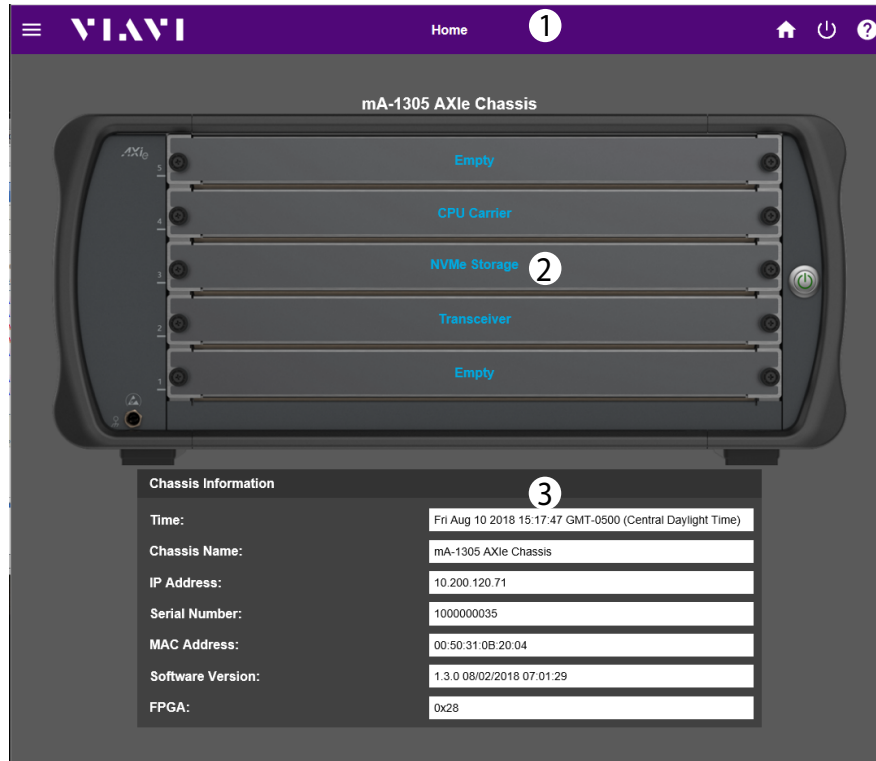 VIAVI
Home
1
?
mA-1305 AXIe Chassis
AXIe
5
Empty
4
CPU Carrier
3
NVMe Storage
2
2
Transceiver
1
Empty
Chassis Information
3
Time:
Fri Aug 10 2018 15:17:47 GMT-0500 (Central Daylight Time)
Chassis Name:
mA-1305 AXIe Chassis
IP Address:
10.200.120.71
Serial Number:
1000000035
MAC Address:
00:50:31:0B:20:04
Software Version:
1.3.0 08/02/2018 07:01:29
FPGA:
0x28